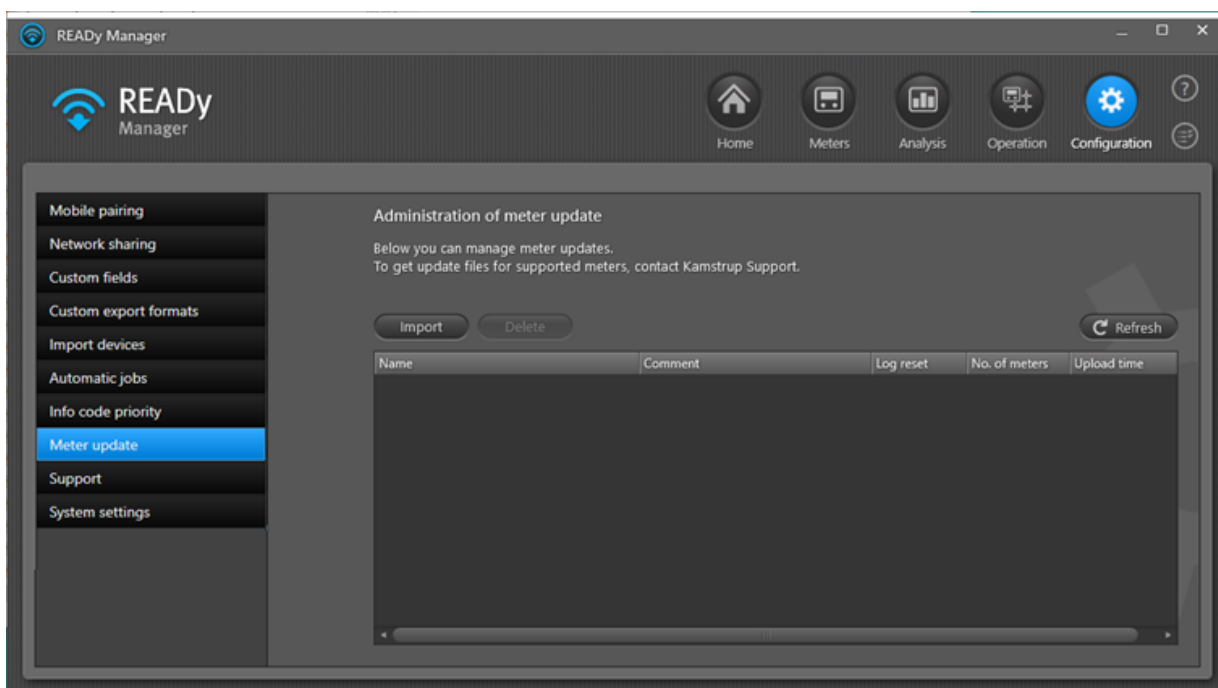 READy Manager
READy
Manager
Home
Meters
Analysis
Operation
Configuration
?
Mobile pairing
Network sharing
Custom fields
Custom export formats
Import devices
Automatic jobs
Info code priority
Meter update
Support
System settings
Administration of meter update
Below you can manage meter updates.
To get update files for supported meters, contact Kamstrup Support.
Import
Delete
Refresh
Name
Comment
Log reset
No. of meters
Upload time